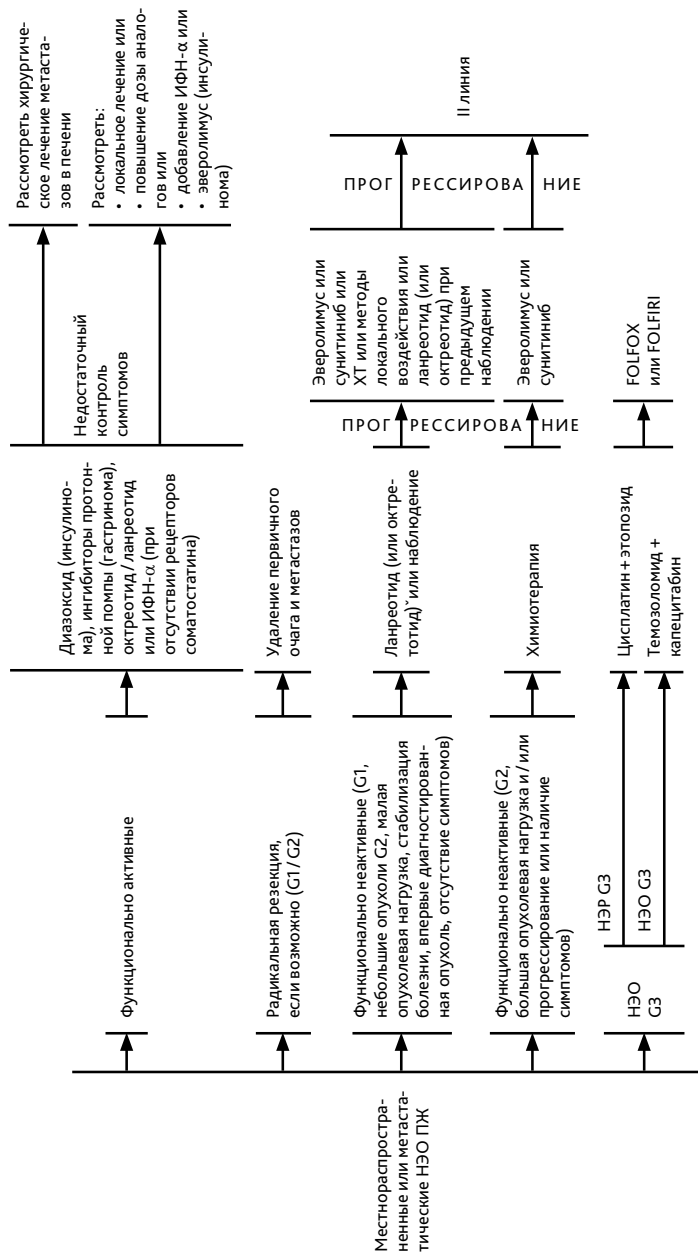 Местнораспростра-
ненные или метаста-
тические НЭО ПЖ
Функционально активные
Диазоксид (инсулино-
ма), ингибиторы протон-
ной помпы (гастринома),
октреотид / ланреотид
или ИФН-α (при
отсутствии рецепторов
соматостатина)
Недостаточный
контроль
симптомов
Рассмотреть хирургиче-
ское лечение метаста-
зов в печени
Рассмотреть:
• локальное лечение или
• повышение дозы анало-
гов или
• добавление ИФН-α или
• эверолимус (инсули-
нома)
Радикальная резекция,
если возможно (G1 / G2)
Удаление первичного
очага и метастазов
Функционально неактивные (G1,
небольшие опухоли G2, малая
опухолевая нагрузка, стабилизация
болезни, впервые диагностирован-
ная опухоль, отсутствие симптомов)
Ланреотид (или октре-
тотид)ˇ или наблюдение
ПРОГРЕССИРОВАНИЕ
Эверолимус или
сунитиниб или
ХТ или методы
локального
воздействия или
ланреотид (или
октреотид) при
предыдущем
наблюдении
ПРОГРЕССИРОВАНИЕ
II линия
Функционально неактивные (G2,
большая опухолевая нагрузка и / или
прогрессирование или наличие
симптомов)
Химиотерапия
Эверолимус или
сунитиниб
НЭО
G3
НЭР G3
Цисплатин + этопозид
FOLFOX
или FOLFIRI
НЭО G3
Темозоломид +
капецитабин